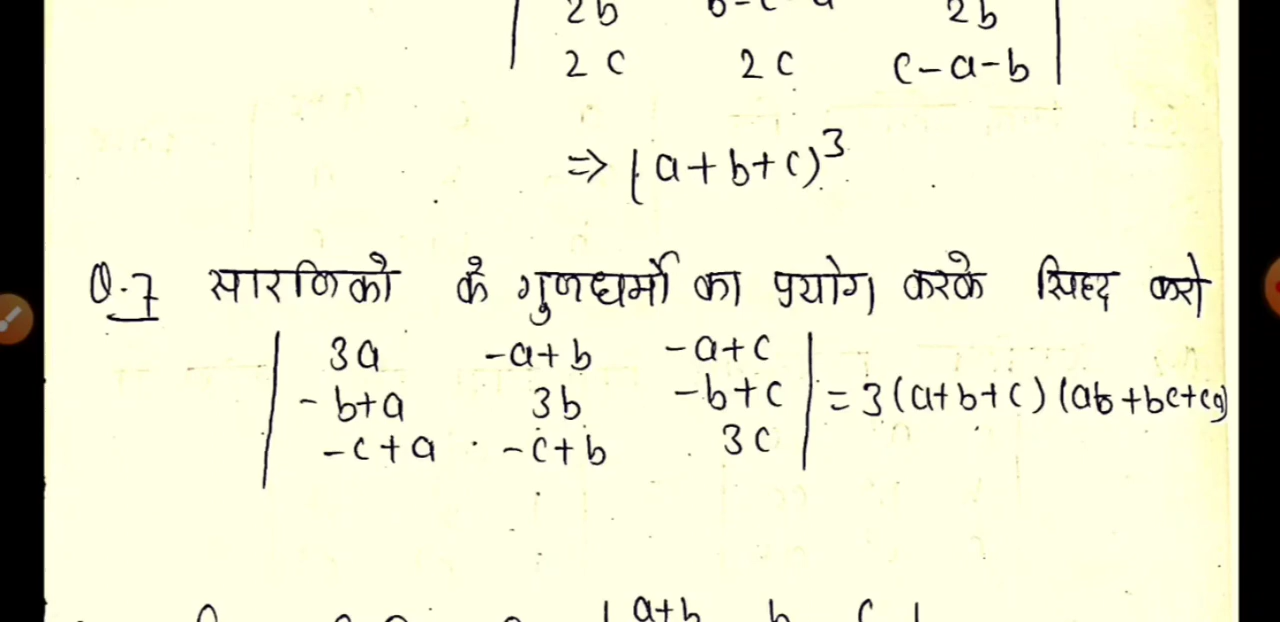 2b b-c-a 2b
2c 2c c-a-b
=> (a+b+c)³
Q.7 सारणिको के गुणधर्मो का प्रयोग करके सिद्द करो
3a -a+b -a+c
-b+a 3b -b+c = 3(a+b+c) (ab+bc+ca)
-c+a -c+b 3c
a+b b c